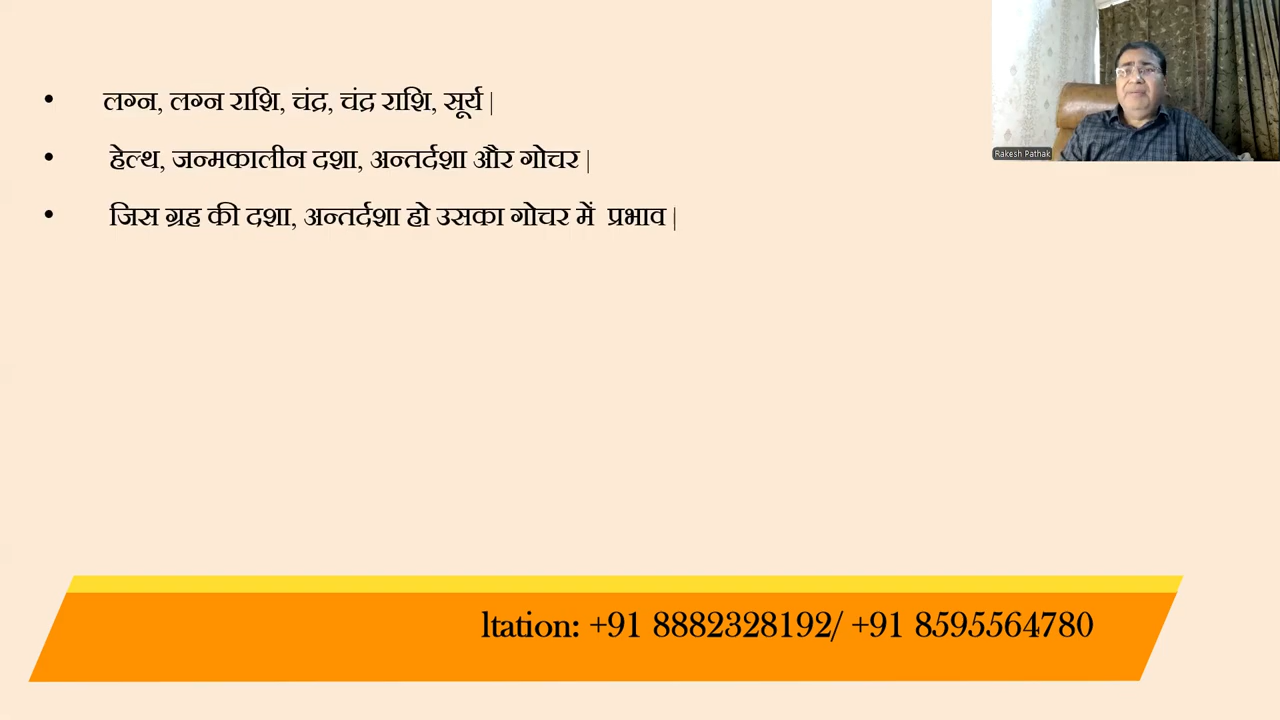 • लग्न, लग्न राशि, चंद्र, चंद्र राशि, सूर्य |
• हेल्थ, जन्मकालीन दशा, अन्तर्दशा और गोचर |
• जिस ग्रह की दशा, अन्तर्दशा हो उसका गोचर में प्रभाव |
Rakesh Pathak
ltation: +91 8882328192/ +91 8595564780